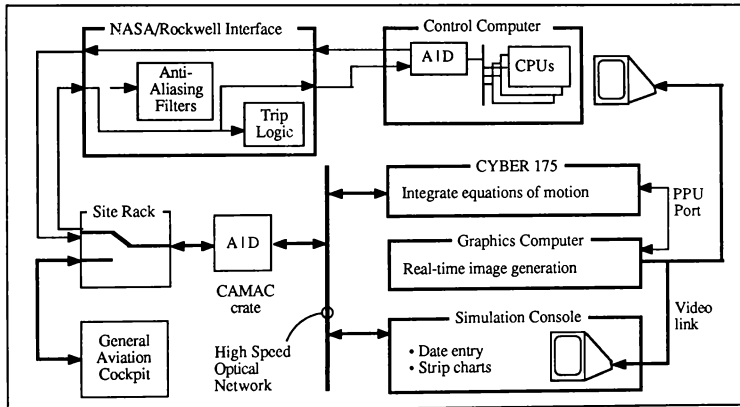 NASA/Rockwell Interface
Anti-
Aliasing
Filters
Trip
Logic
Control Computer
A|D
CPUs
CYBER 175
Integrate equations of motion
PPU
Port
Graphics Computer
Real-time image generation
Site Rack
A|D
CAMAC
crate
General
Aviation
Cockpit
High Speed
Optical
Network
Simulation Console
• Date entry
• Strip charts
Video
link